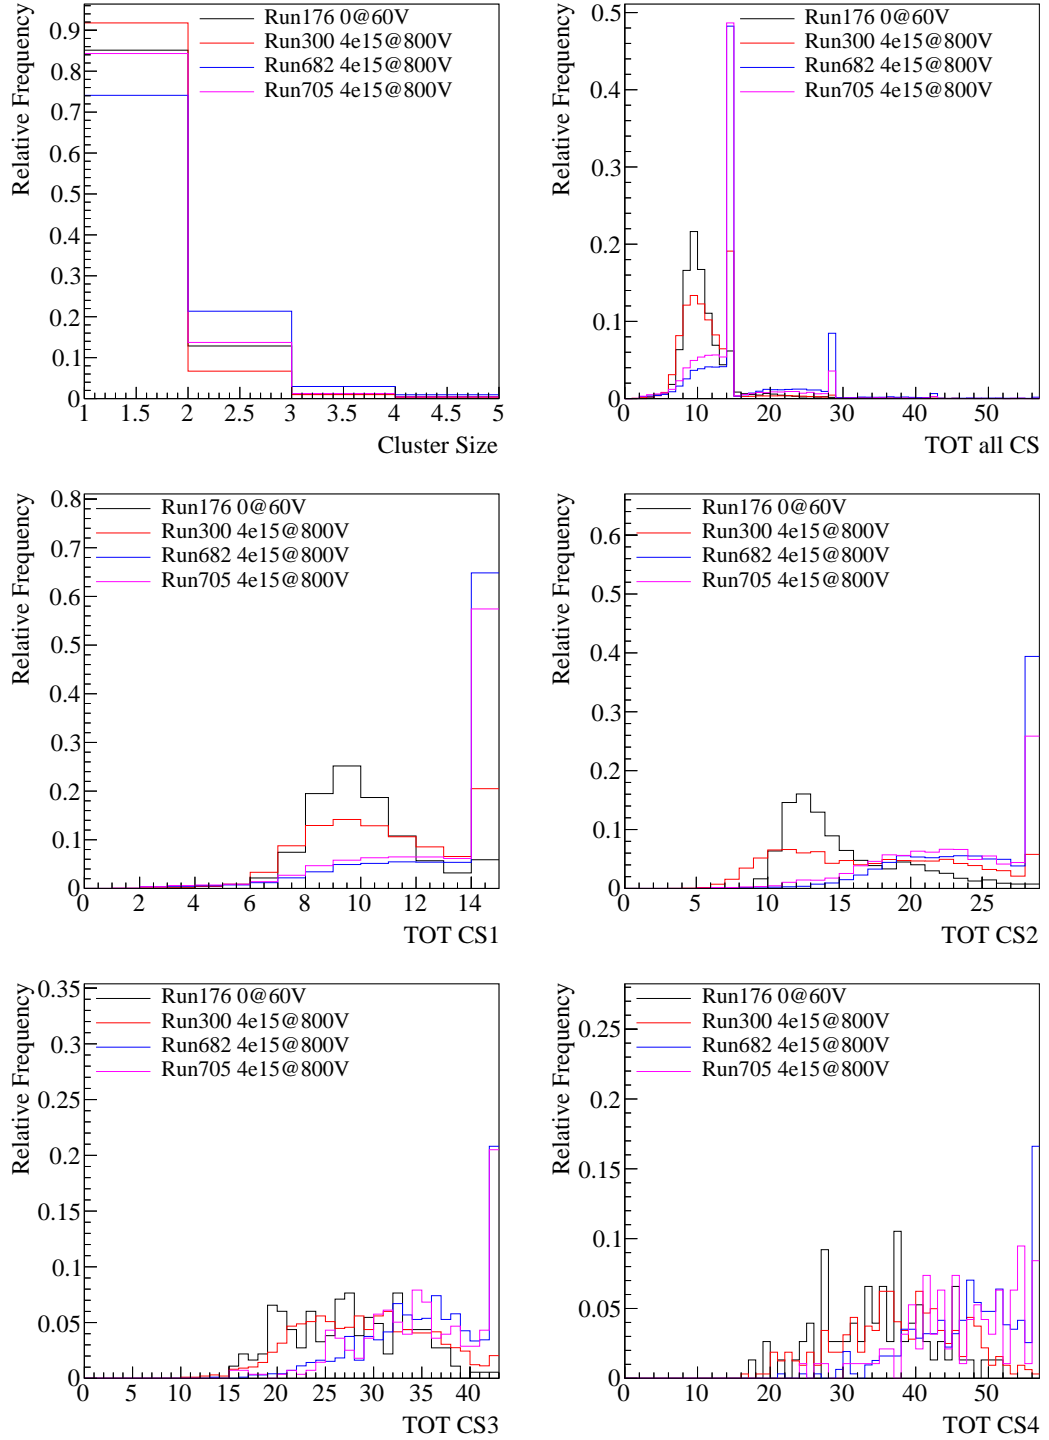 Relative Frequency
0.9
0.8
0.7
0.6
0.5
0.4
0.3
0.2
0.1
0
1 1.5 2 2.5 3 3.5 4 4.5 5
Cluster Size
Run176 0@60V
Run300 4e15@800V
Run682 4e15@800V
Run705 4e15@800V
Relative Frequency
0.5
0.4
0.3
0.2
0.1
0
0 10 20 30 40 50
TOT all CS
Run176 0@60V
Run300 4e15@800V
Run682 4e15@800V
Run705 4e15@800V
Relative Frequency
0.8
0.7
0.6
0.5
0.4
0.3
0.2
0.1
0
0 2 4 6 8 10 12 14
TOT CS1
Run176 0@60V
Run300 4e15@800V
Run682 4e15@800V
Run705 4e15@800V
Relative Frequency
0.6
0.5
0.4
0.3
0.2
0.1
0
0 5 10 15 20 25
TOT CS2
Run176 0@60V
Run300 4e15@800V
Run682 4e15@800V
Run705 4e15@800V
Relative Frequency
0.35
0.3
0.25
0.2
0.15
0.1
0.05
0
0 5 10 15 20 25 30 35 40
TOT CS3
Run176 0@60V
Run300 4e15@800V
Run682 4e15@800V
Run705 4e15@800V
Relative Frequency
0.25
0.2
0.15
0.1
0.05
0
0 10 20 30 40 50
TOT CS4
Run176 0@60V
Run300 4e15@800V
Run682 4e15@800V
Run705 4e15@800V